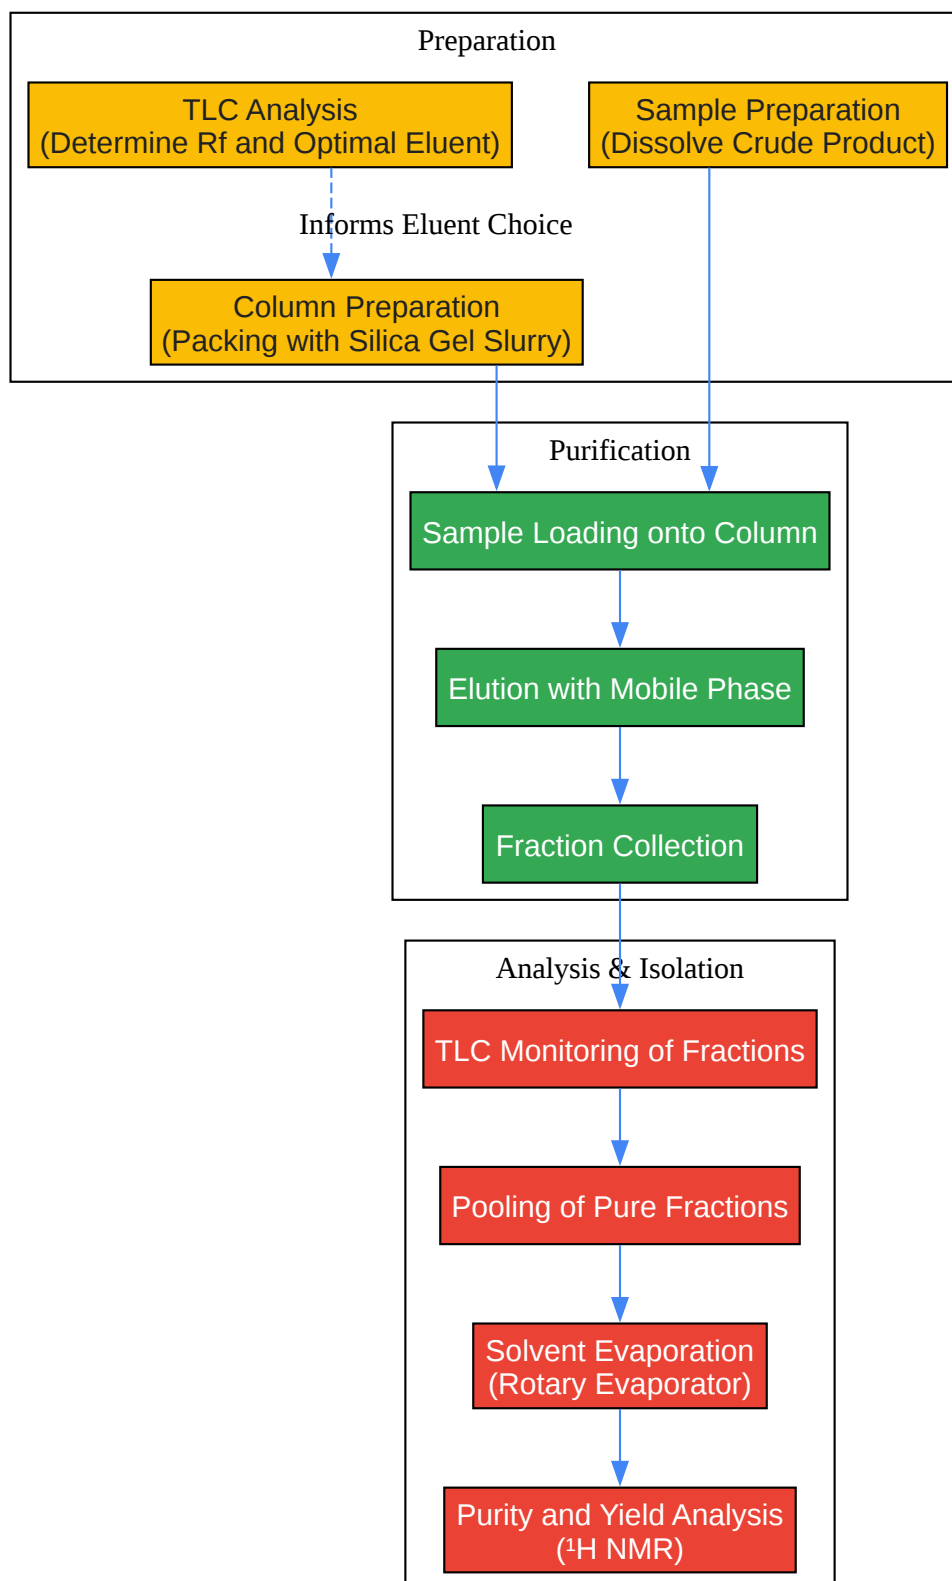 Preparation
TLC Analysis
(Determine Rf and Optimal Eluent)
Sample Preparation
(Dissolve Crude Product)
Informs Eluent Choice
Column Preparation
(Packing with Silica Gel Slurry)
Purification
Sample Loading onto Column
Elution with Mobile Phase
Fraction Collection
Analysis & Isolation
TLC Monitoring of Fractions
Pooling of Pure Fractions
Solvent Evaporation
(Rotary Evaporator)
Purity and Yield Analysis
(¹H NMR)